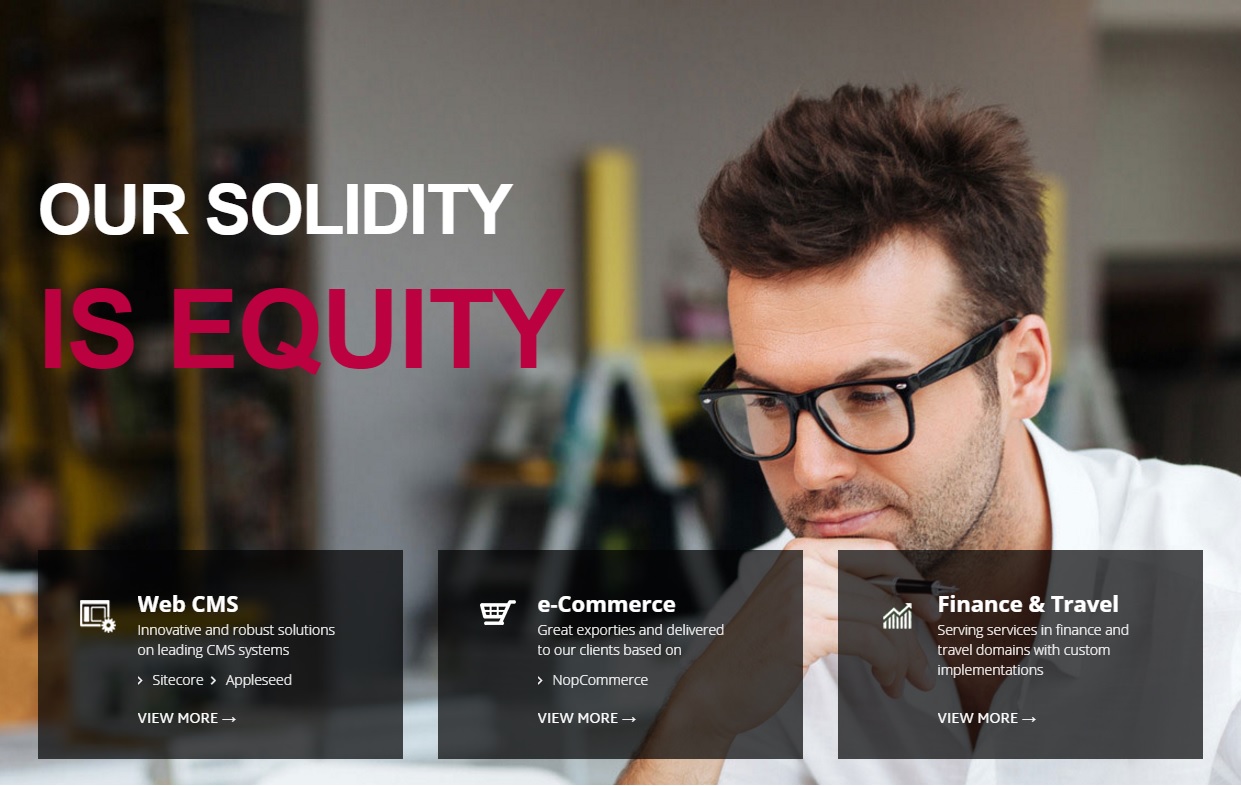 OUR SOLIDITY
IS EQUITY
Web CMS
Innovative and robust solutions
on leading CMS systems
› Sitecore › Appleseed
VIEW MORE →
e-Commerce
Great exporties and delivered
to our clients based on
› NopCommerce
VIEW MORE →
Finance & Travel
Serving services in finance and
travel domains with custom
implementations
VIEW MORE →